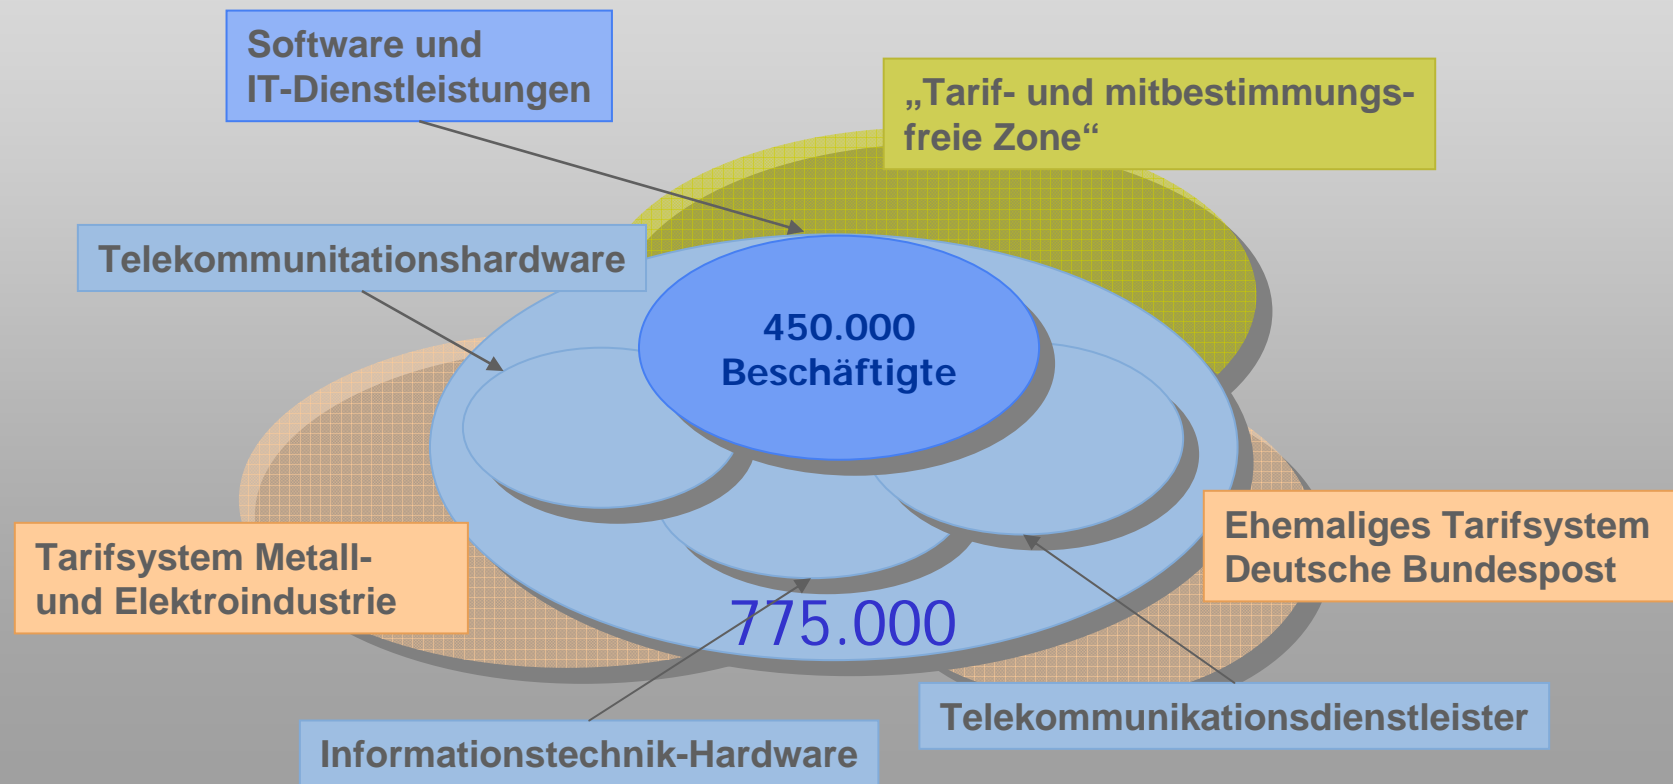 Software und
IT-Dienstleistungen
„Tarif- und mitbestimmungs-
freie Zone“
Telekommunitationshardware
450.000
Beschäftigte
Tarifsystem Metall-
und Elektroindustrie
Ehemaliges Tarifsystem
Deutsche Bundespost
775.000
Telekommunikationsdienstleister
Informationstechnik-Hardware